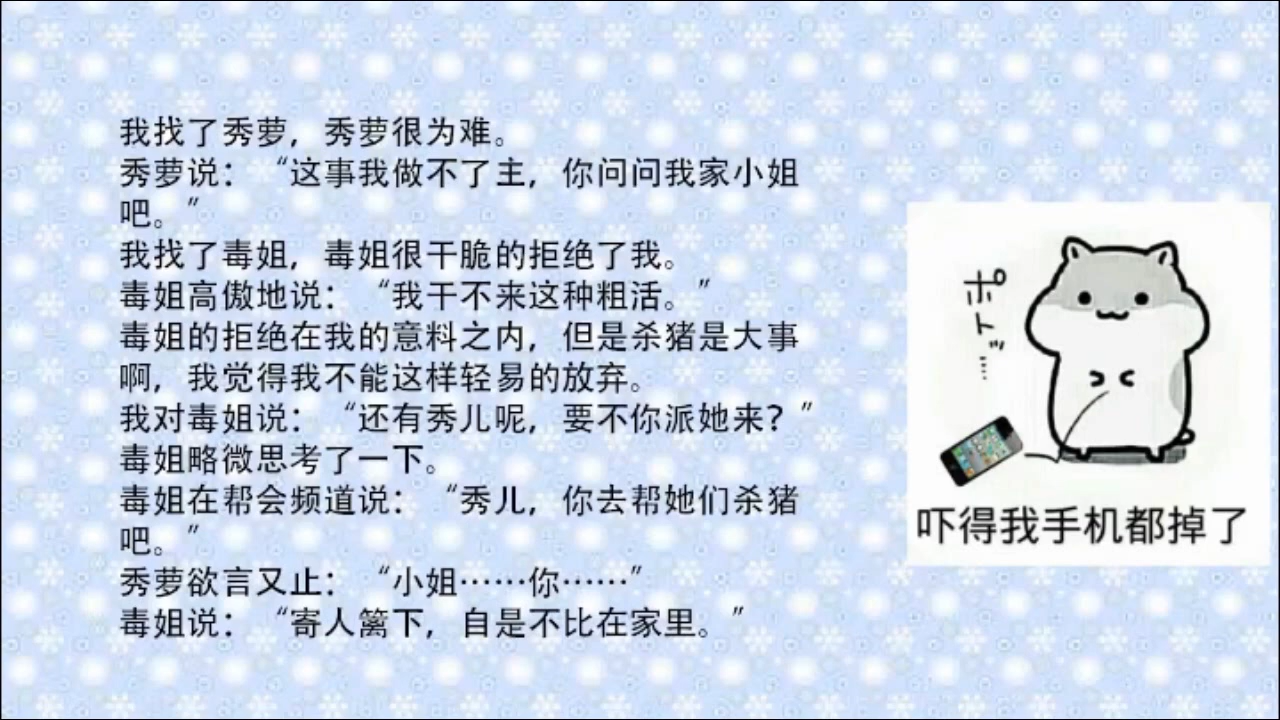 我找了秀萝，秀萝很为难。
秀萝说：“这事我做不了主，你问问我家小姐
吧。”
我找了毒姐，毒姐很干脆的拒绝了我。
毒姐高傲地说：“我干不来这种粗活。”
毒姐的拒绝在我的意料之内，但是杀猪是大事
啊，我觉得我不能这样轻易的放弃。
我对毒姐说：“还有秀儿呢，要不你派她来？”
毒姐略微思考了一下。
毒姐在帮会频道说：“秀儿，你去帮她们杀猪
吧。”
秀萝欲言又止：“小姐……你……”
毒姐说：“寄人篱下，自是不比在家里。”
吓得我手机都掉了